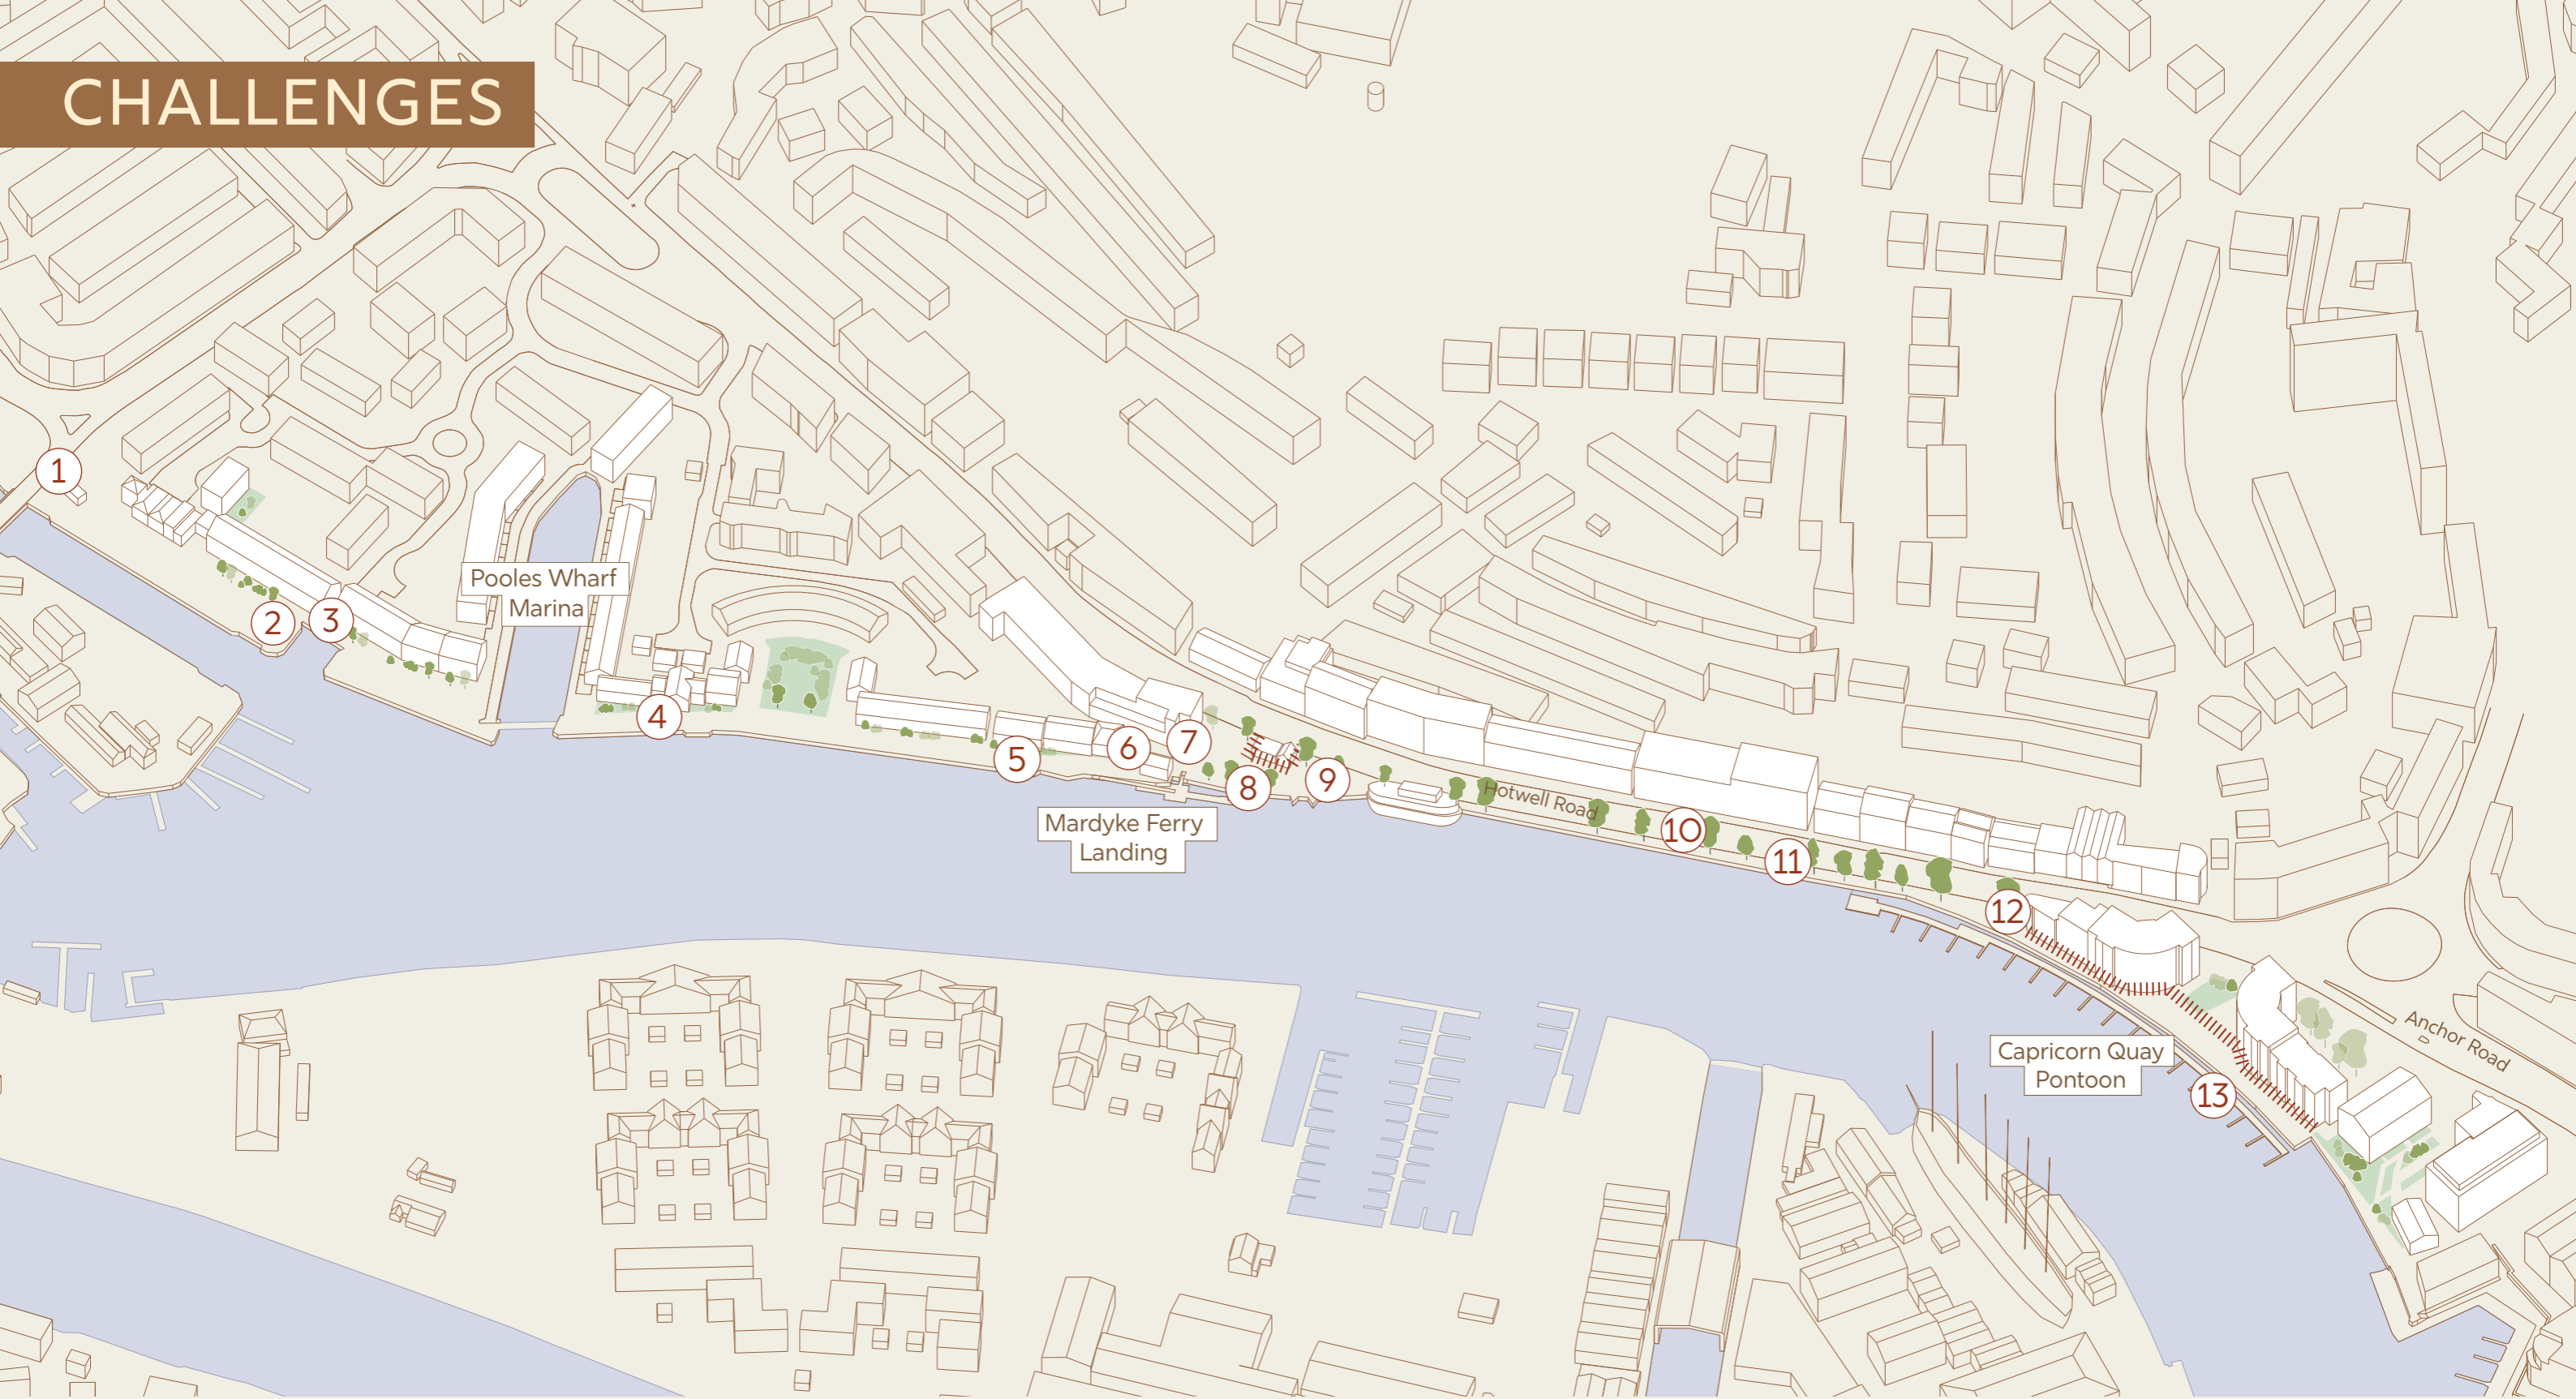 CHALLENGES
1
2
3
Pooles Wharf
Marina
4
5
6
7
8
9
Mardyke Ferry
Landing
Hotwell Road
10
11
12
Capricorn Quay
Pontoon
13
Anchor Road